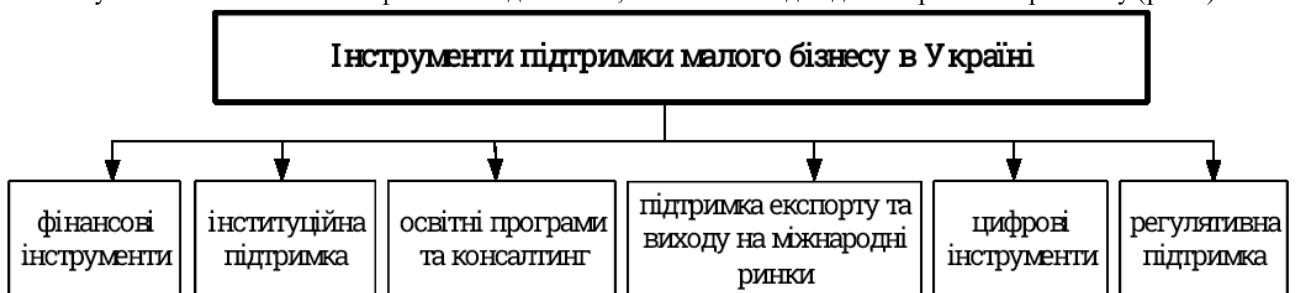 Інструменти підтримки малого бізнесу в Україні
фінансові
інструменти
інституційна
підтримка
освітні програми
та консалтинг
підтримка експорту та
виходу на міжнародні
ринки
цифрові
інструменти
регулятивна
підтримка